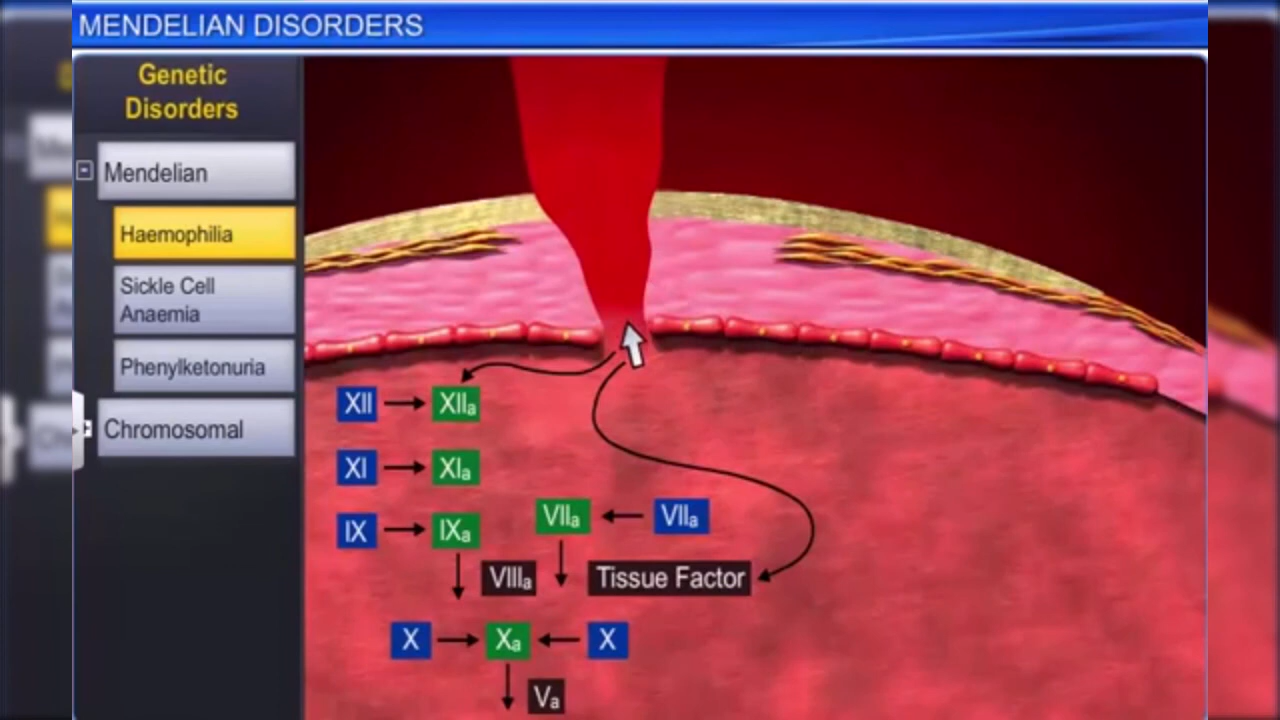 MENDELIAN DISORDERS
Genetic
Disorders
Mendelian
Haemophilia
Sickle Cell
Anaemia
Phenylketonuria
Chromosomal
XII XIIa
XI XIa
IX IXa VIIa VIIa
VIIIa Tissue Factor
X Xa X
Va